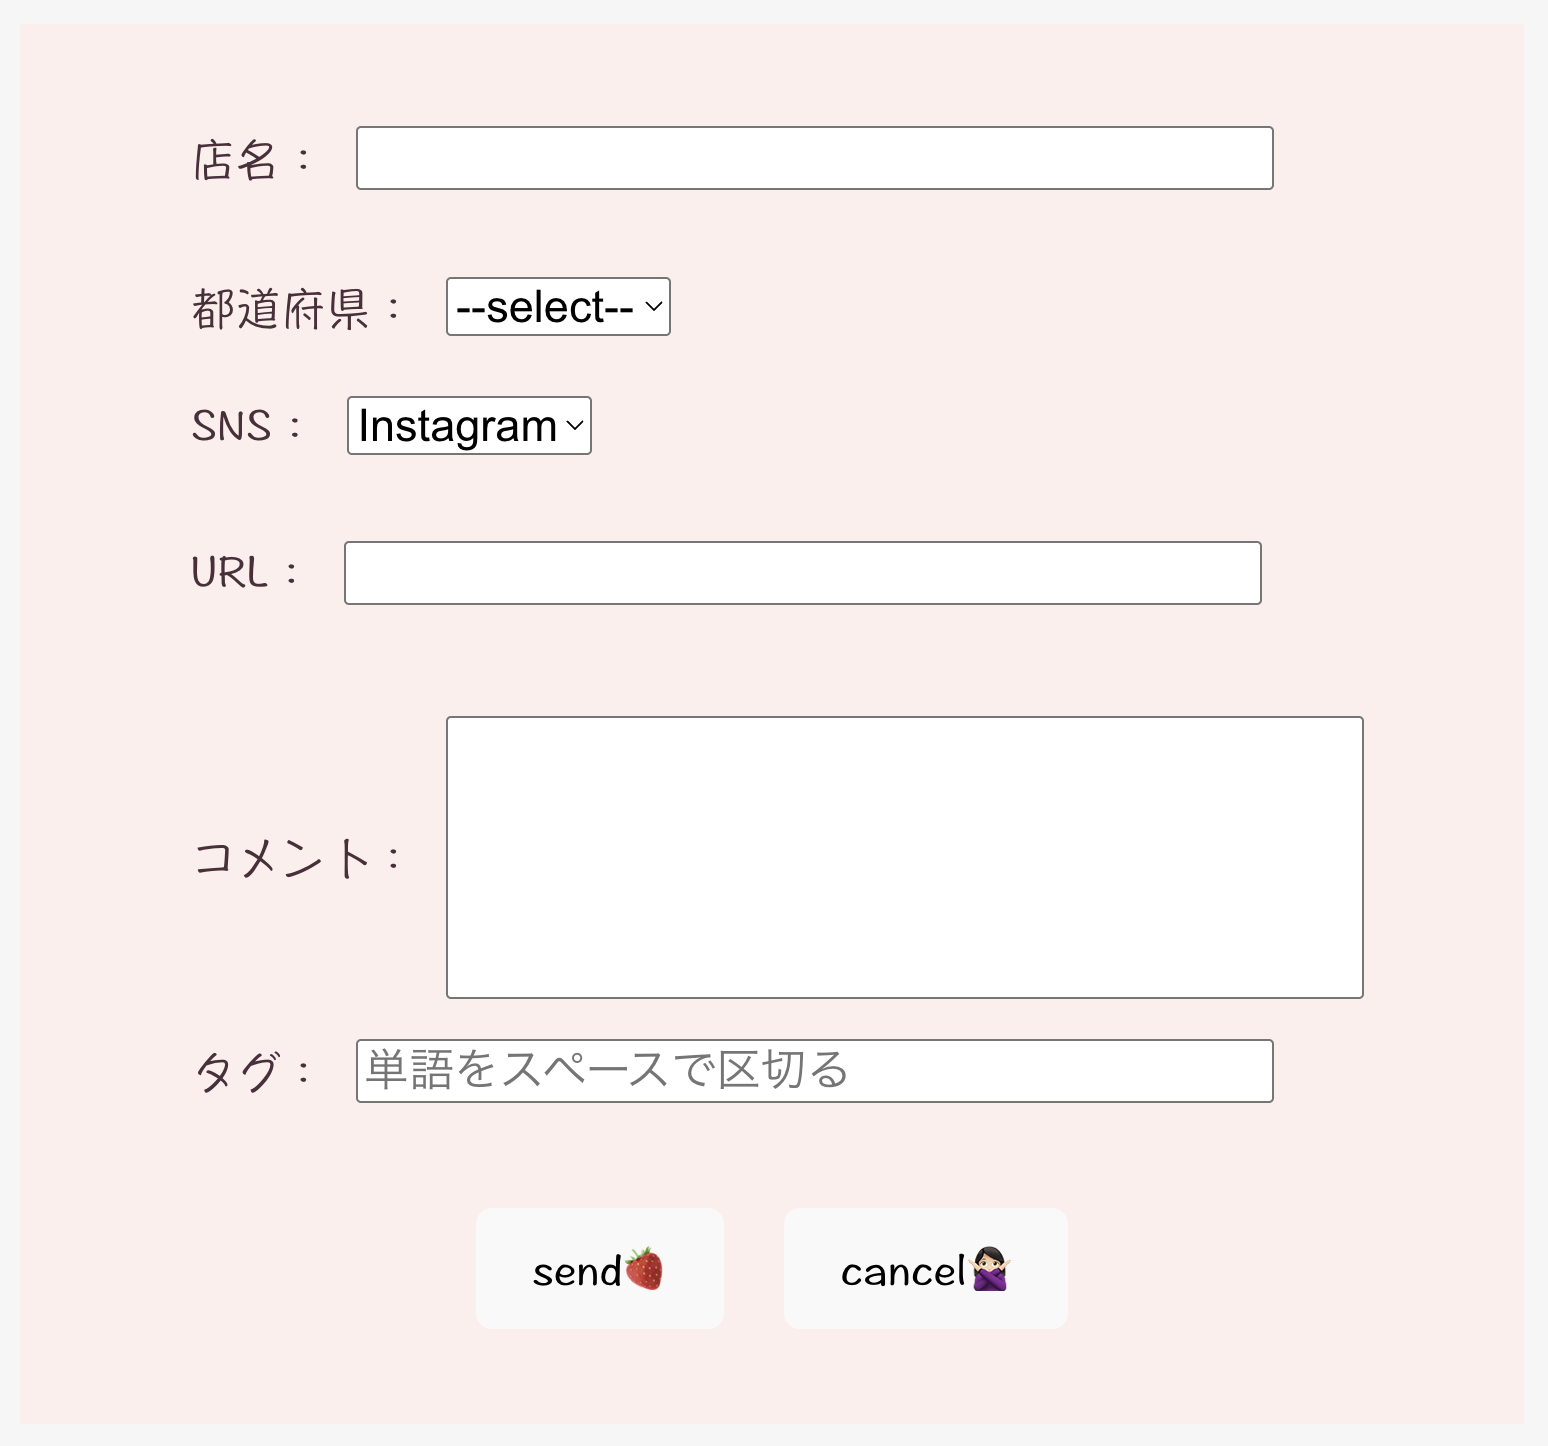 店名：
都道府県： --select--
SNS： Instagram
URL：
コメント：
タグ： 単語をスペースで区切る
send🍓 cancel🙅🏻‍♀️